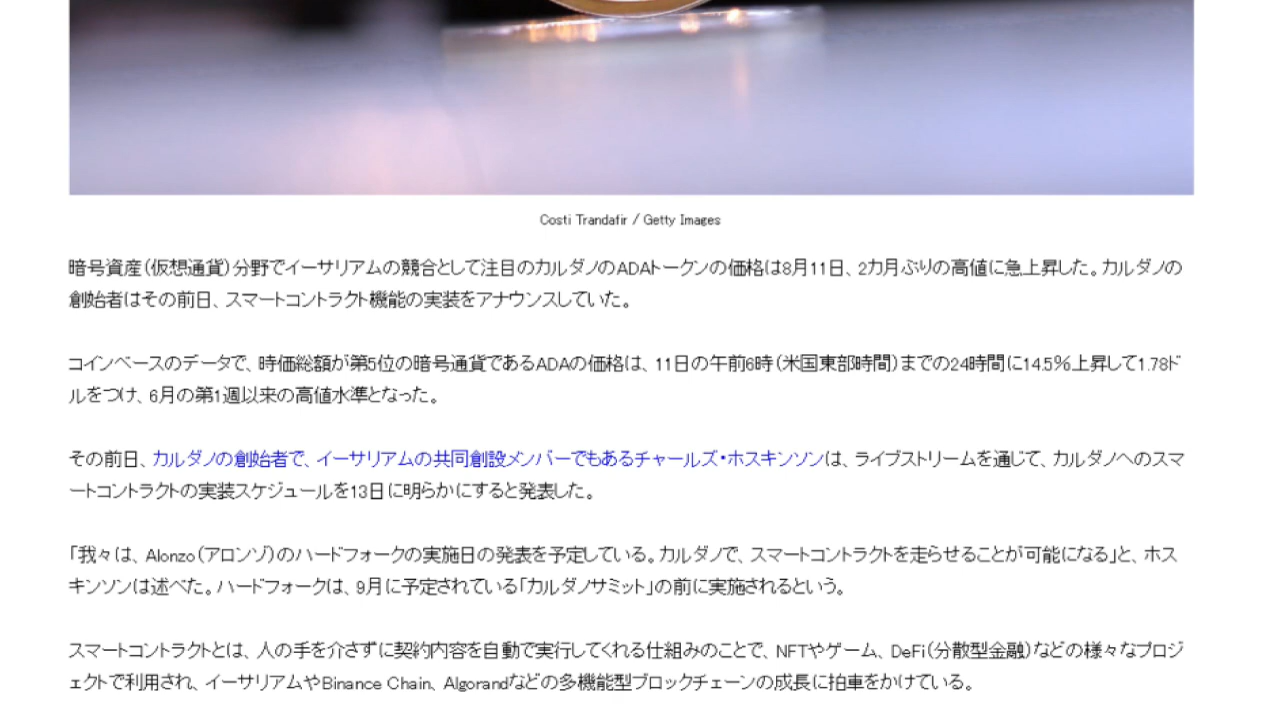 Costi Trandafir / Getty Images
暗号資産（仮想通貨）分野でイーサリアムの競合として注目のカルダノのADAトークンの価格は8月11日、2カ月ぶりの高値に急上昇した。カルダノの
創始者はその前日、スマートコントラクト機能の実装をアナウンスしていた。
コインベースのデータで、時価総額が第5位の暗号通貨であるADAの価格は、11日の午前6時（米国東部時間）までの24時間に14.5％上昇して1.78ド
ルをつけ、6月の第1週以来の高値水準となった。
その前日、カルダノの創始者で、イーサリアムの共同創設メンバーでもあるチャールズ・ホスキンソンは、ライブストリームを通じて、カルダノへのスマ
ートコントラクトの実装スケジュールを13日に明らかにすると発表した。
「我々は、Alonzo（アロンゾ）のハードフォークの実施日の発表を予定している。カルダノで、スマートコントラクトを走らせることが可能になる」と、ホス
キンソンは述べた。ハードフォークは、9月に予定されている「カルダノサミット」の前に実施されるという。
スマートコントラクトとは、人の手を介さずに契約内容を自動で実行してくれる仕組みのことで、NFTやゲーム、DeFi（分散型金融）などの様々なプロジ
ェクトで利用され、イーサリアムやBinance Chain、Algorandなどの多機能型ブロックチェーンの成長に拍車をかけている。